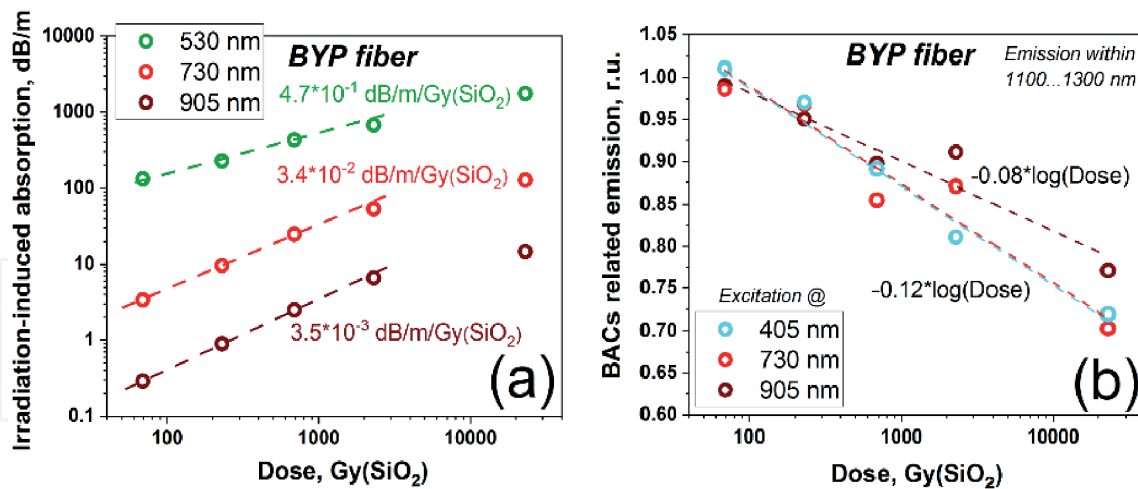 Irradiation-induced absorption, dB/m
10000
1000
100
10
1
0.1
530 nm
730 nm
905 nm
BYP fiber
4.7*10⁻¹ dB/m/Gy(SiO₂)
3.4*10⁻² dB/m/Gy(SiO₂)
3.5*10⁻³ dB/m/Gy(SiO₂)
(a)
100
1000
10000
Dose, Gy(SiO₂)
BACs related emission, r.u.
1.05
1.00
0.95
0.90
0.85
0.80
0.75
0.70
0.65
0.60
BYP fiber
Emission within
1100...1300 nm
-0.08*log(Dose)
-0.12*log(Dose)
Excitation @
405 nm
730 nm
905 nm
(b)
100
1000
10000
Dose, Gy(SiO₂)